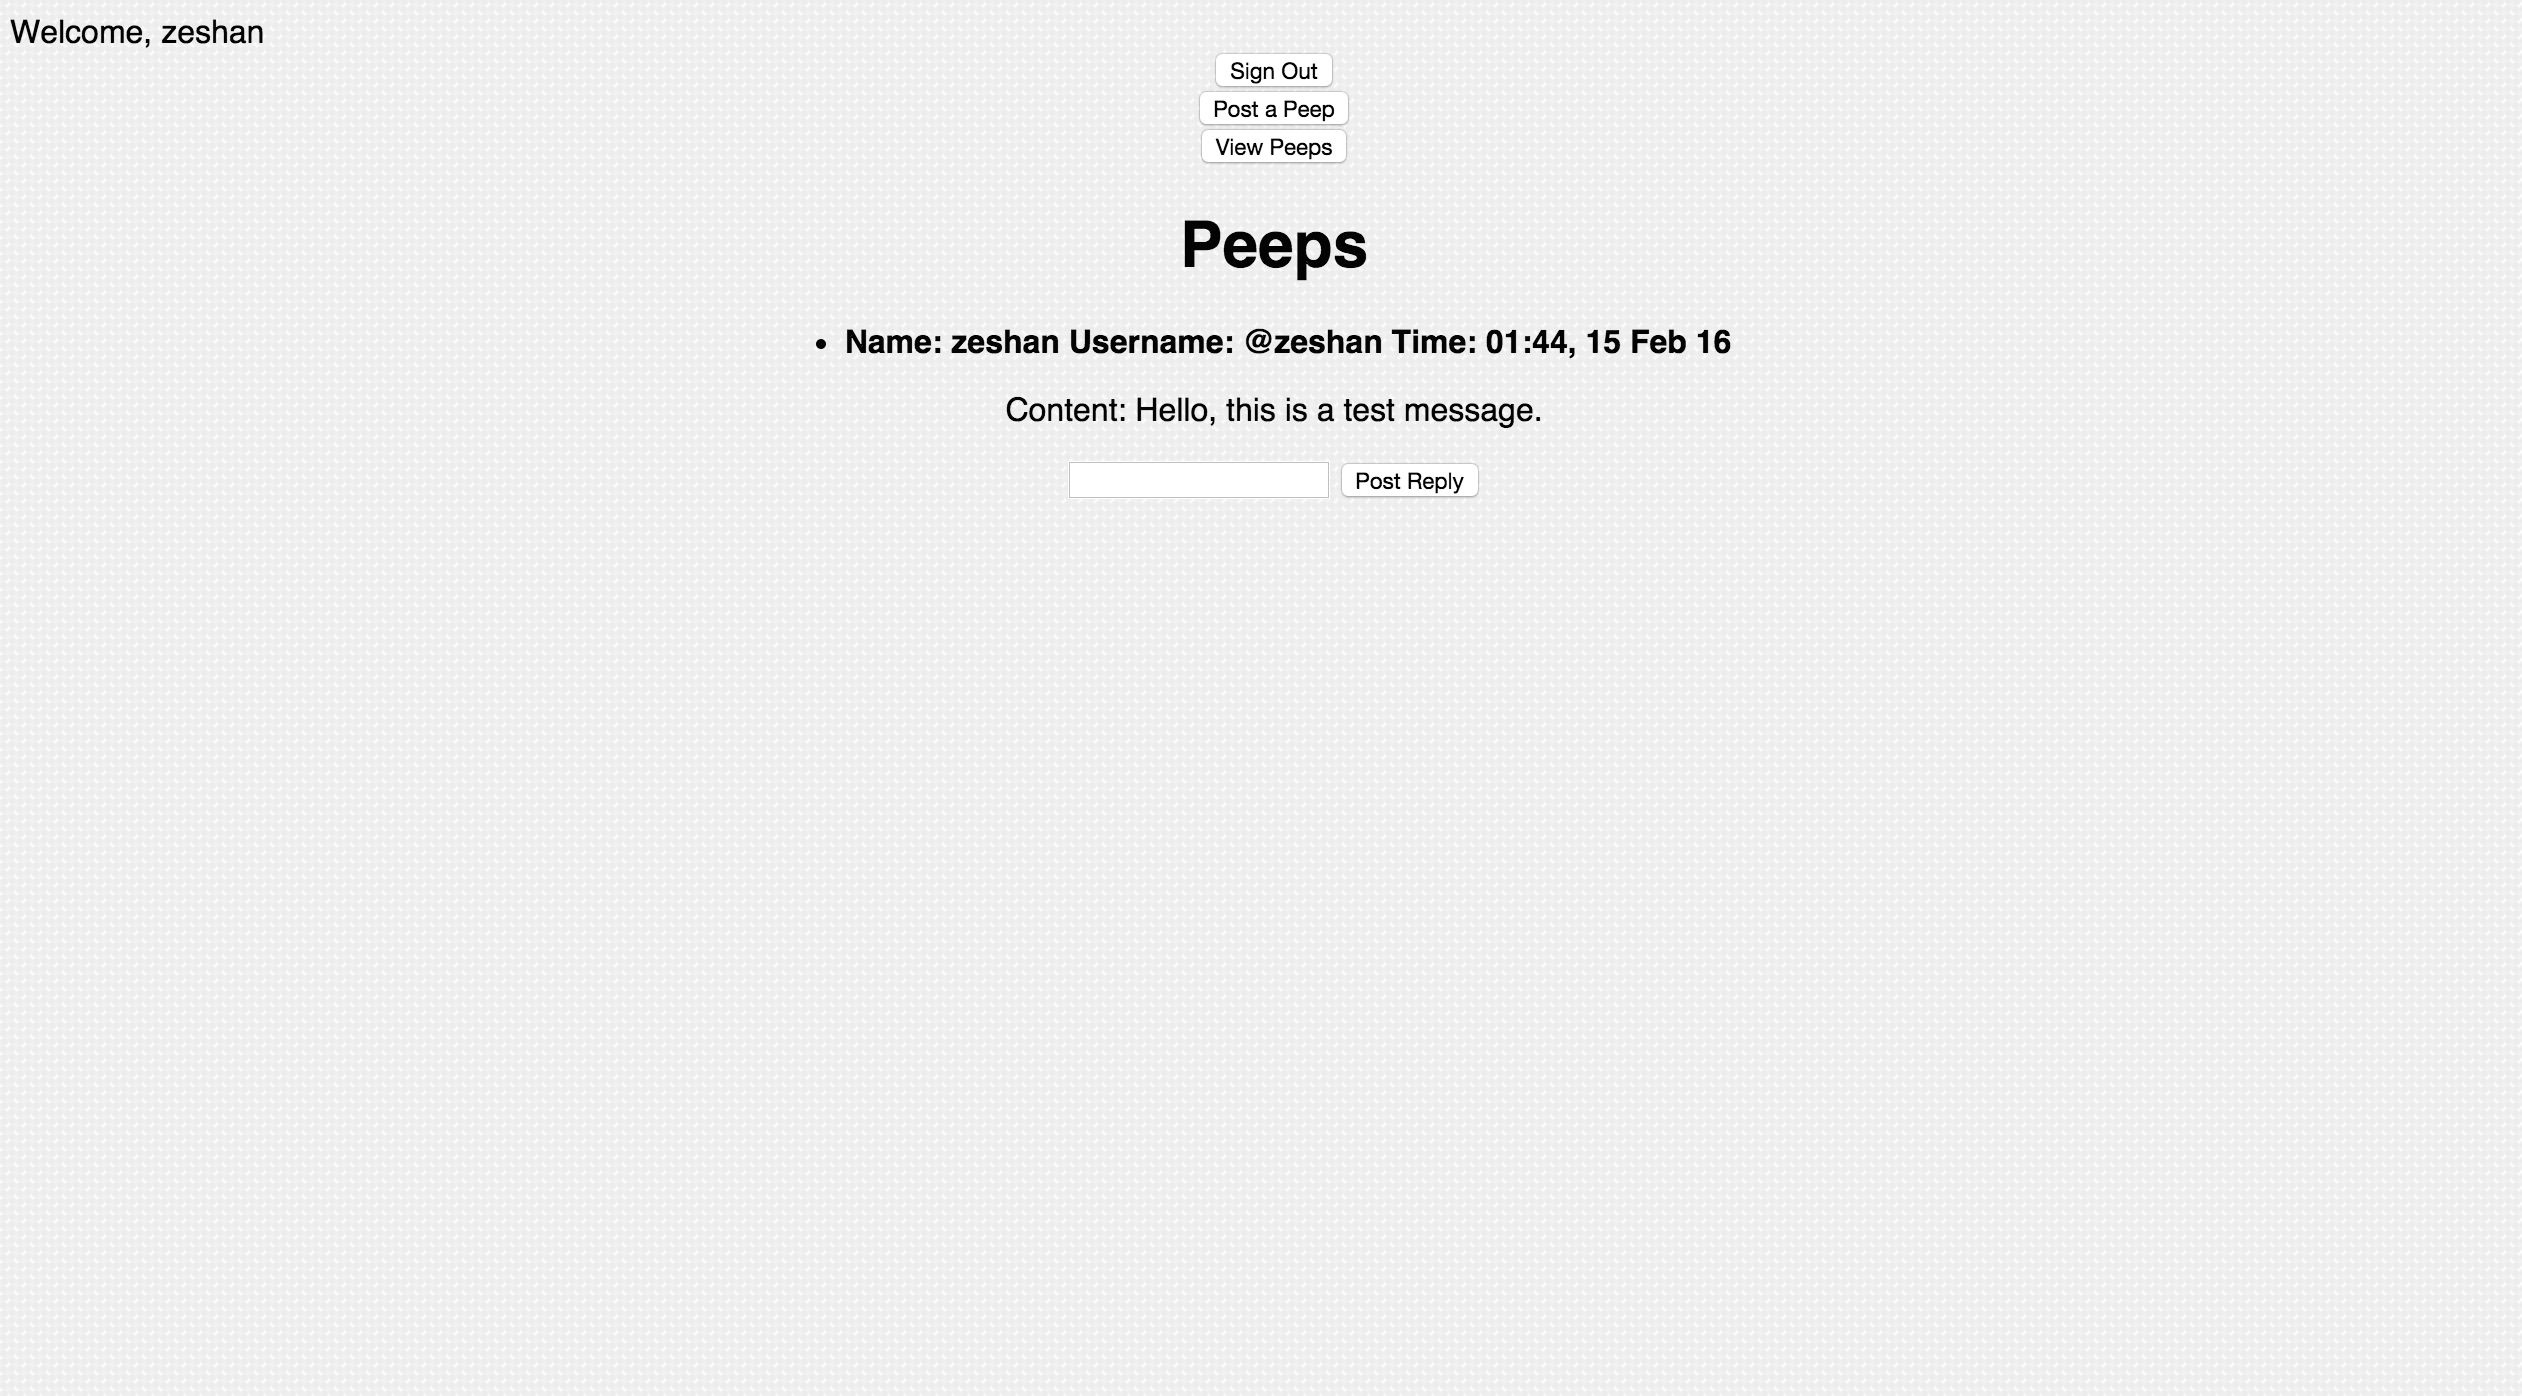 Welcome, zeshan
Sign Out
Post a Peep
View Peeps
Peeps
• Name: zeshan Username: @zeshan Time: 01:44, 15 Feb 16
Content: Hello, this is a test message.
Post Reply